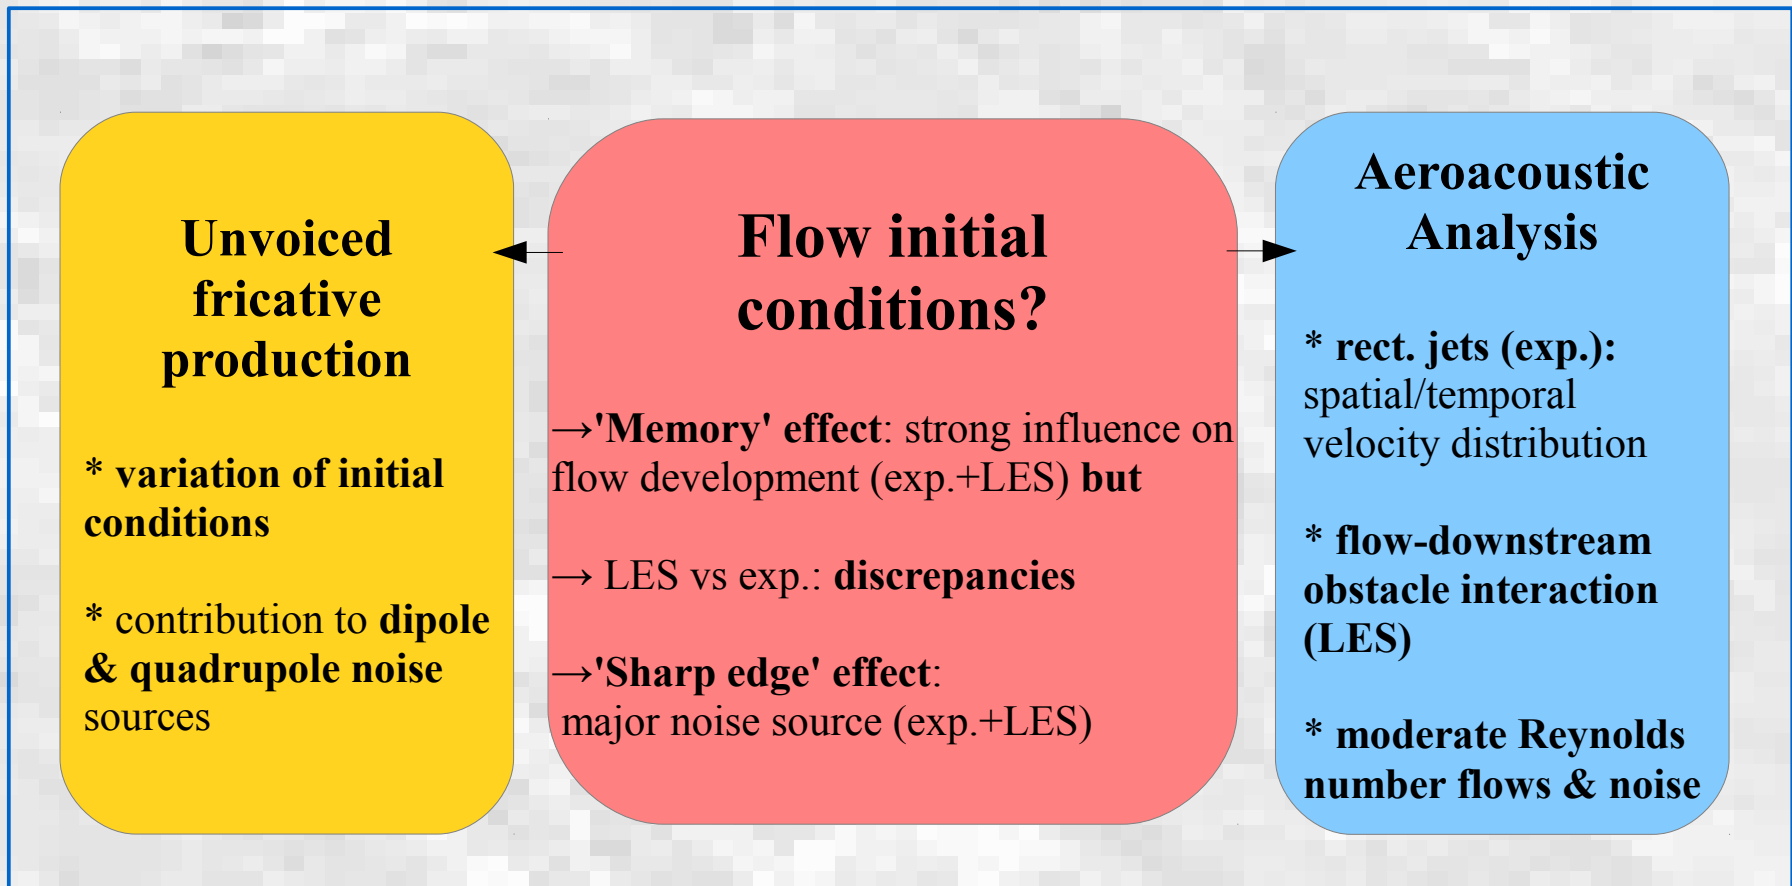 Unvoiced
fricative
production
* variation of initial
conditions
* contribution to dipole
& quadrupole noise
sources
Flow initial
conditions?
→'Memory' effect: strong influence on
flow development (exp.+LES) but
→ LES vs exp.: discrepancies
→'Sharp edge' effect:
major noise source (exp.+LES)
Aeroacoustic
Analysis
* rect. jets (exp.):
spatial/temporal
velocity distribution
* flow-downstream
obstacle interaction
(LES)
* moderate Reynolds
number flows & noise